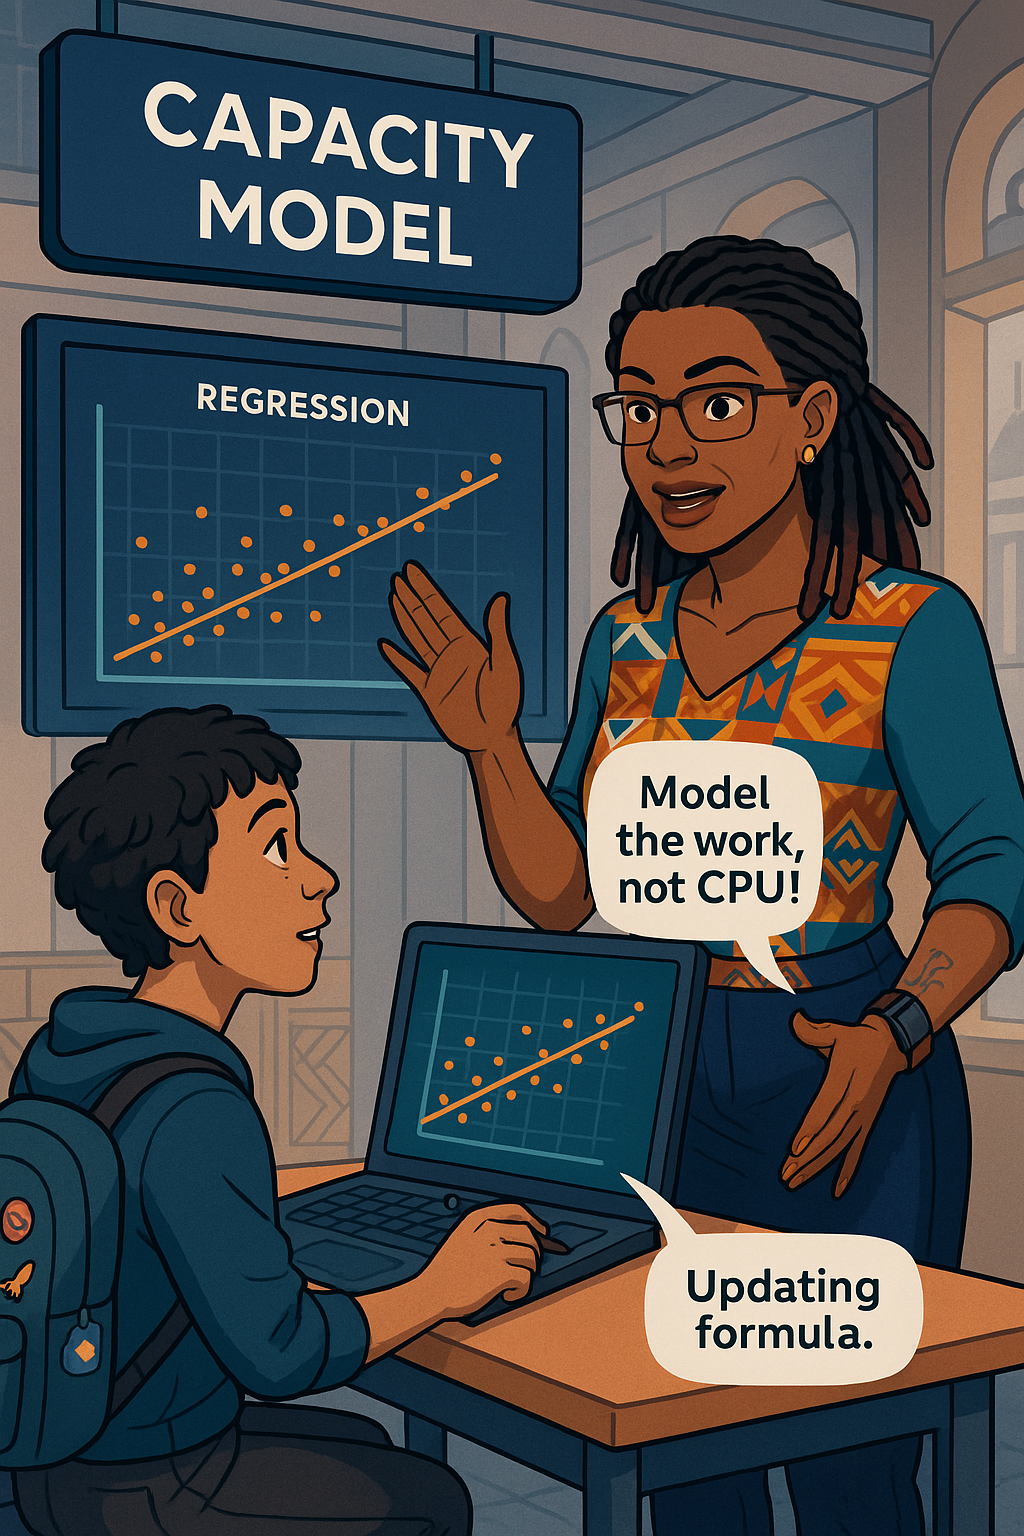 CAPACITY
MODEL
REGRESSION
Model
the work,
not CPU!
Updating
formula.